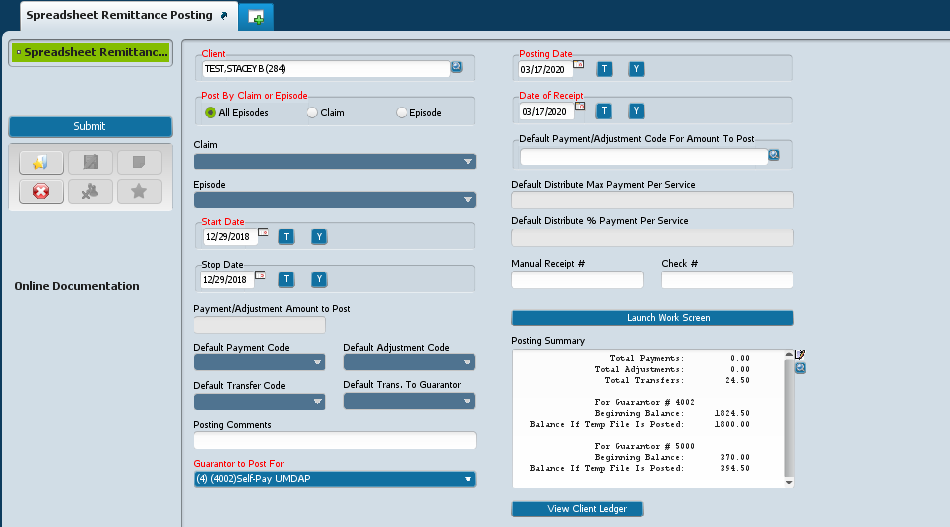 Spreadsheet Remittance Posting
Spreadsheet Remittanc...
Submit
Online Documentation
Client
TEST,STACEY B (284)
Post By Claim or Episode
All Episodes
Claim
Episode
Claim
Episode
Start Date
12/29/2018
T
Y
Stop Date
12/29/2018
T
Y
Payment/Adjustment Amount to Post
Default Payment Code
Default Adjustment Code
Default Transfer Code
Default Trans. To Guarantor
Posting Comments
Guarantor to Post For
(4) (4002)Self-Pay UMDAP
Posting Date
03/17/2020
T
Y
Date of Receipt
03/17/2020
T
Y
Default Payment/Adjustment Code For Amount To Post
Default Distribute Max Payment Per Service
Default Distribute % Payment Per Service
Manual Receipt #
Check #
Launch Work Screen
Posting Summary
Total Payments: 0.00
Total Adjustments: 0.00
Total Transfers: 24.50
For Guarantor # 4002
Beginning Balance: 1824.50
Balance If Temp File Is Posted: 1800.00
For Guarantor # 5000
Beginning Balance: 370.00
Balance If Temp File Is Posted: 394.50
View Client Ledger